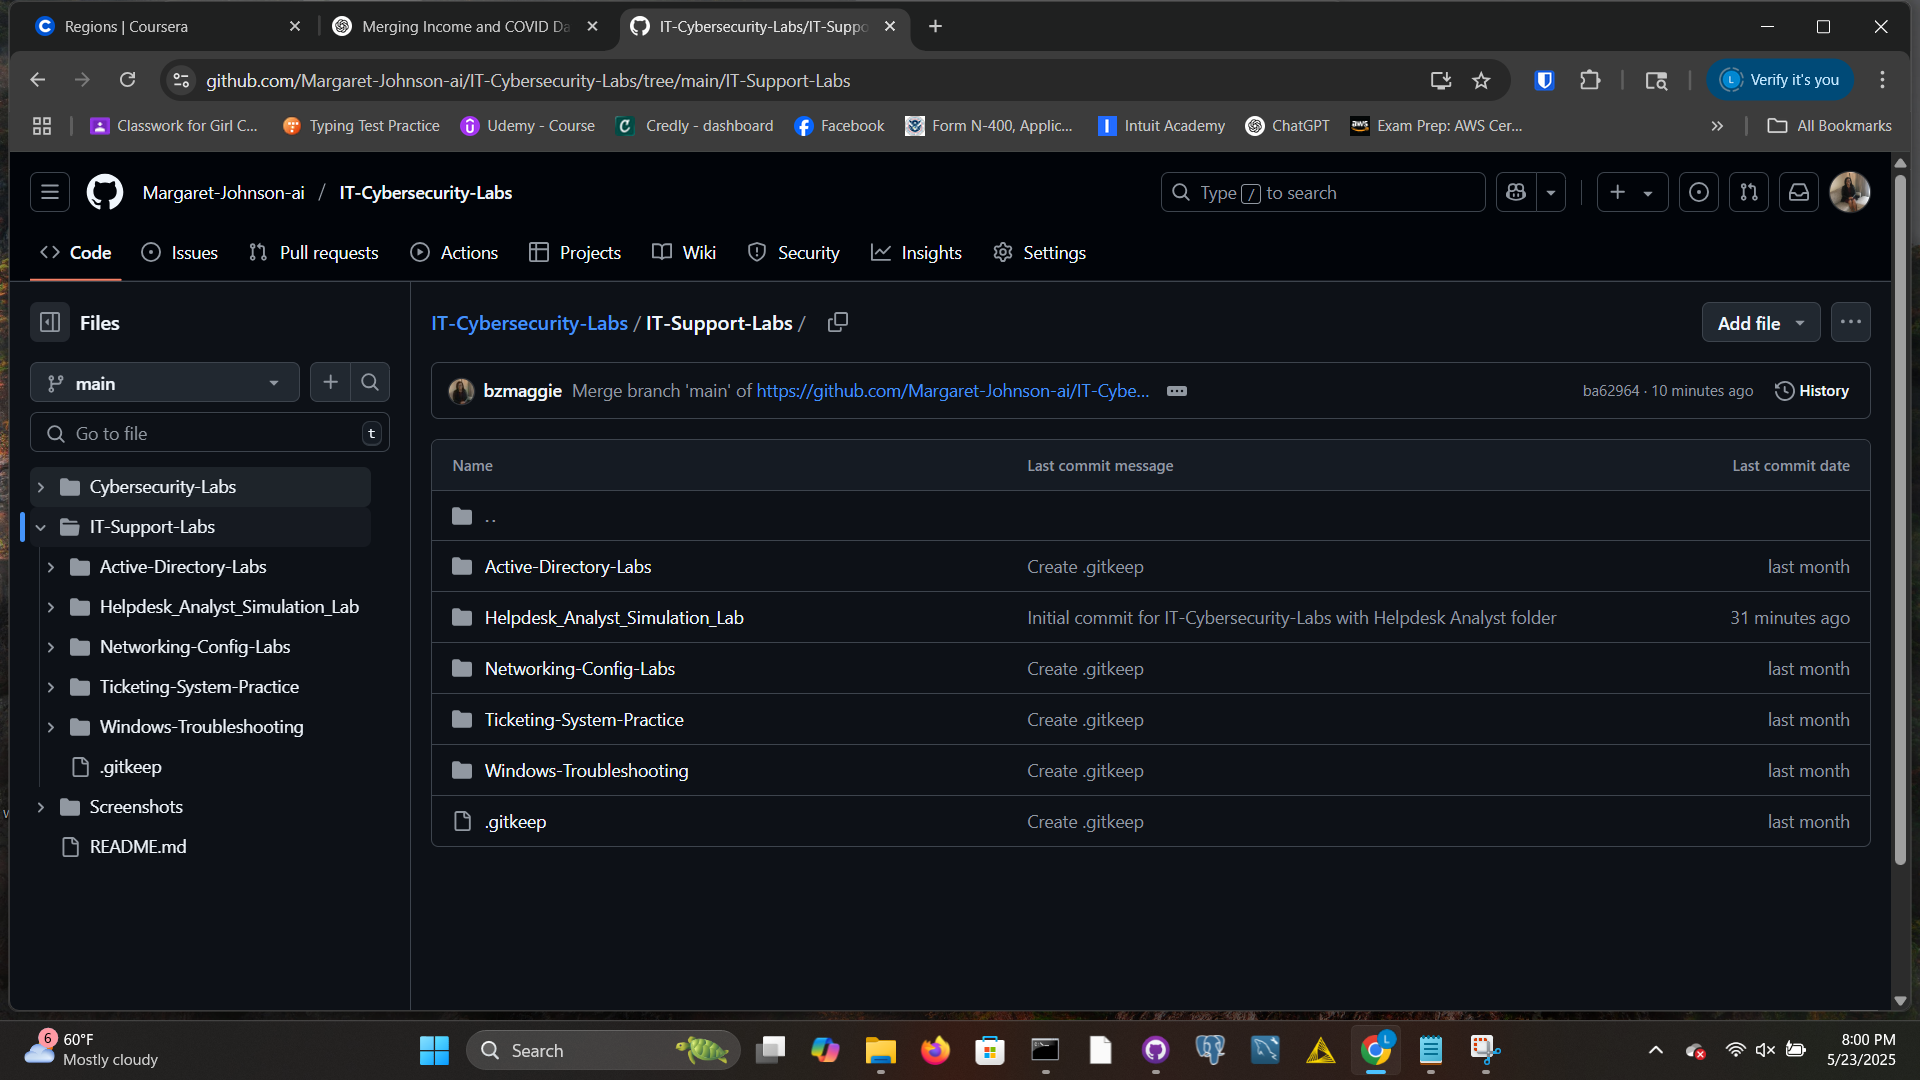 Regions | Coursera
Merging Income and COVID Da
IT-Cybersecurity-Labs/IT-Suppo
github.com/Margaret-Johnson-ai/IT-Cybersecurity-Labs/tree/main/IT-Support-Labs
L
Verify it's you
Classwork for Girl C...
Typing Test Practice
Udemy - Course
Credly - dashboard
Facebook
Form N-400, Applic...
Intuit Academy
ChatGPT
aws
Exam Prep: AWS Cer...
All Bookmarks
Margaret-Johnson-ai / IT-Cybersecurity-Labs
Type / to search
Code
Issues
Pull requests
Actions
Projects
Wiki
Security
Insights
Settings
Files
IT-Cybersecurity-Labs / IT-Support-Labs /
Add file
main
bzmaggie Merge branch 'main' of https://github.com/Margaret-Johnson-ai/IT-Cybe...
ba62964 · 10 minutes ago
History
Go to file
t
Name
Last commit message
Last commit date
Cybersecurity-Labs
IT-Support-Labs
Active-Directory-Labs
Helpdesk_Analyst_Simulation_Lab
Networking-Config-Labs
Ticketing-System-Practice
Windows-Troubleshooting
.gitkeep
Screenshots
README.md
..
Active-Directory-Labs Create .gitkeep last month
Helpdesk_Analyst_Simulation_Lab Initial commit for IT-Cybersecurity-Labs with Helpdesk Analyst folder 31 minutes ago
Networking-Config-Labs Create .gitkeep last month
Ticketing-System-Practice Create .gitkeep last month
Windows-Troubleshooting Create .gitkeep last month
.gitkeep Create .gitkeep last month
6
60°F
Mostly cloudy
Search
L
8:00 PM
5/23/2025